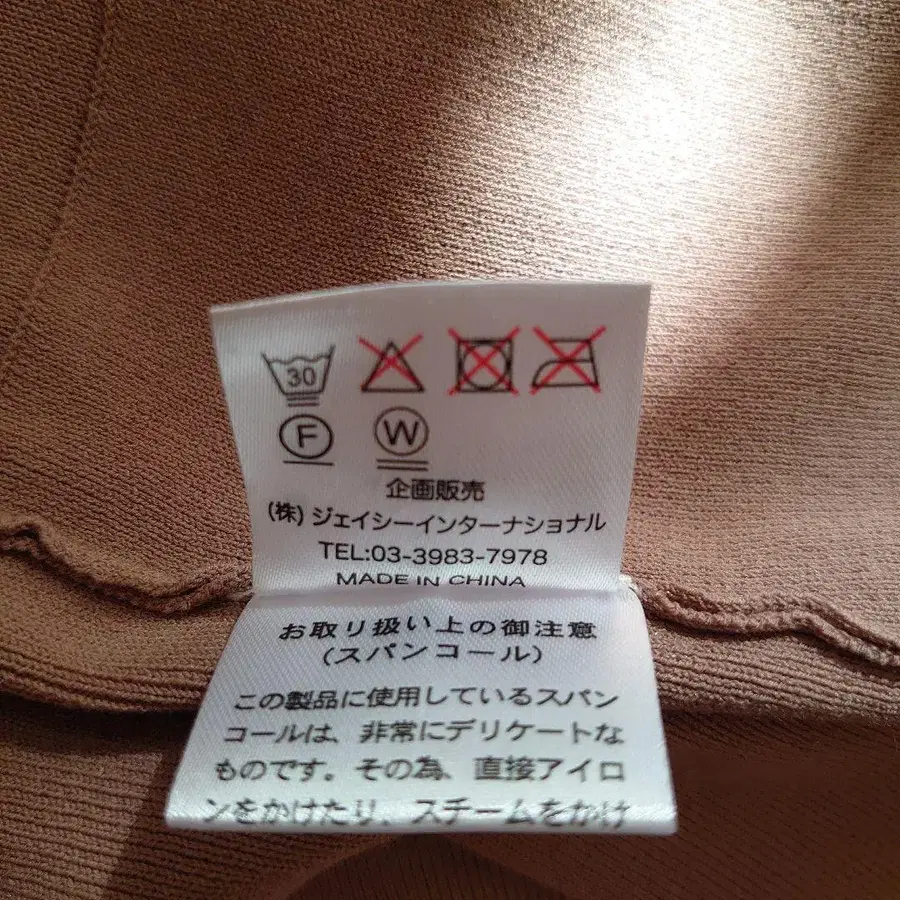 30
F W
企画販売
(株)ジェイシーインターナショナル
TEL:03-3983-7978
MADE IN CHINA
お取り扱い上の御注意
(スパンコール)
この製品に使用しているスパン
コールは、非常にデリケートな
ものです。その為、直接アイロ
ンをかけたり、スチームをかけ